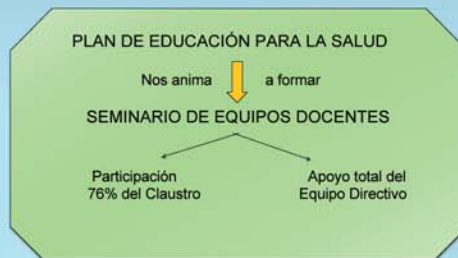 PLAN DE EDUCACIÓN PARA LA SALUD
Nos anima a formar
SEMINARIO DE EQUIPOS DOCENTES
Participación
76% del Claustro
Apoyo total del
Equipo Directivo